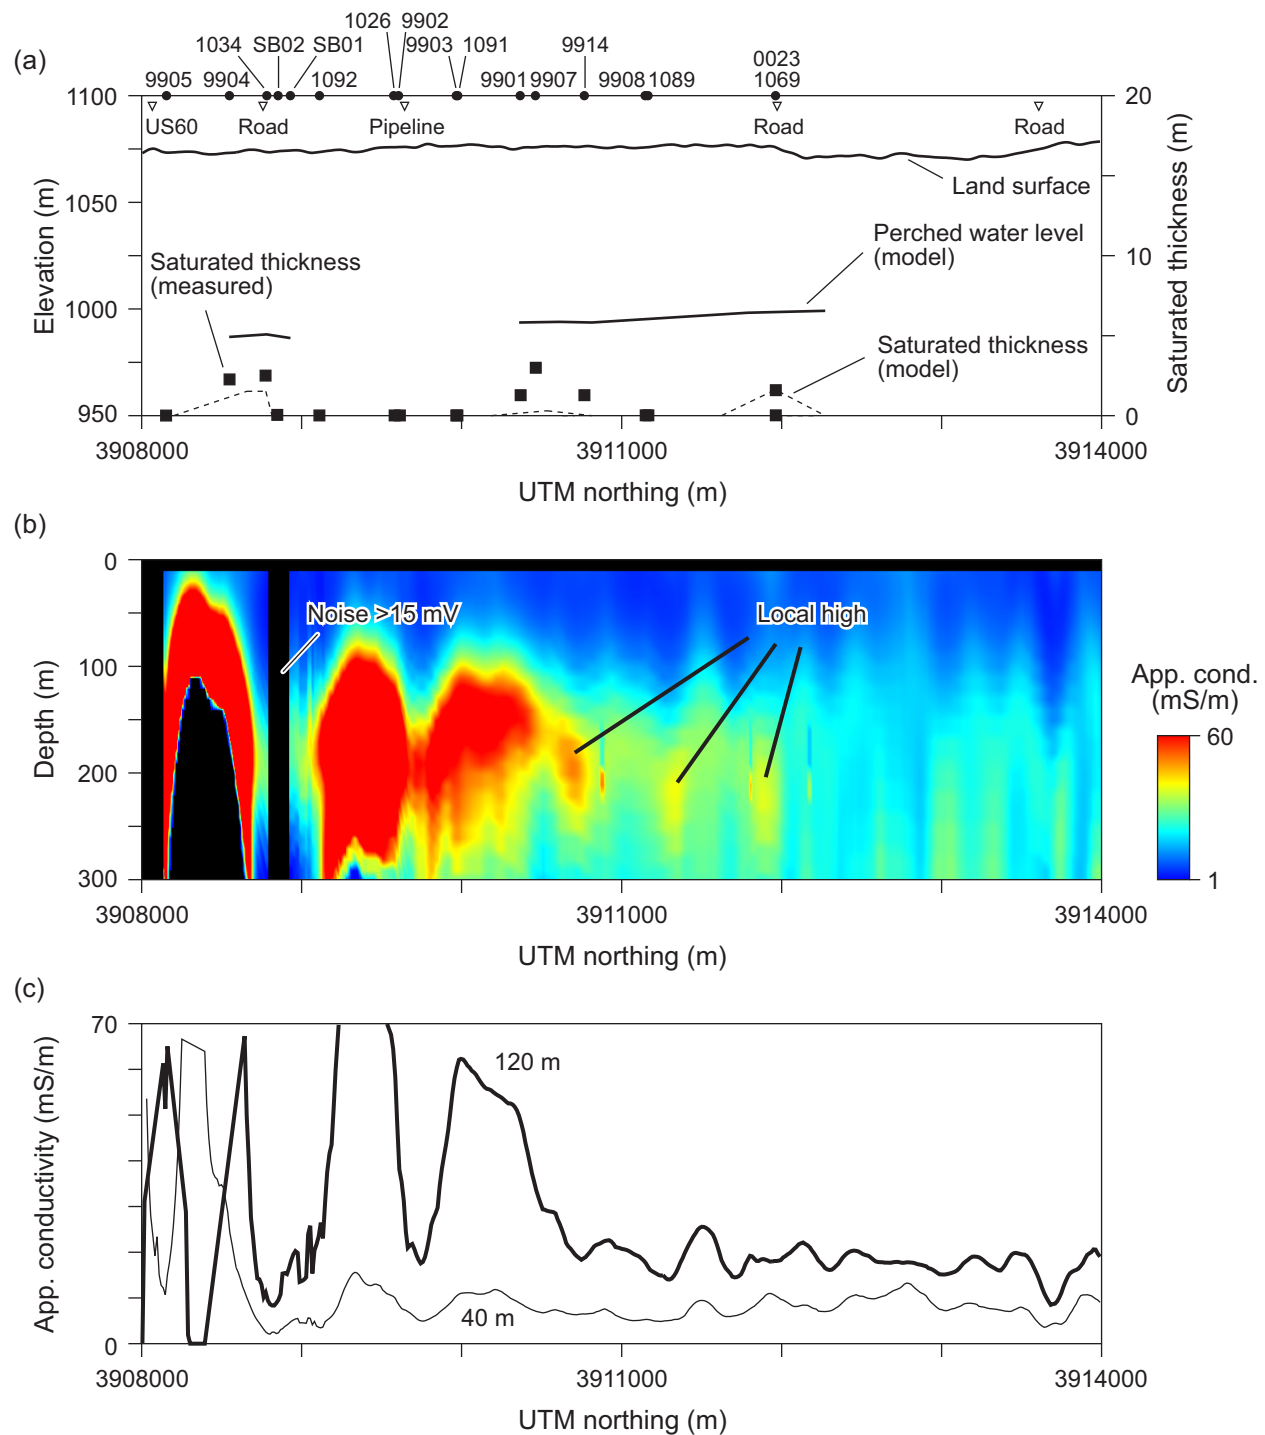 (a)
1026 9902
1034 SB02 SB01 9903 1091 9914
0023
9905 9904 1092 9901 9907 9908 1089 1069
1100
20
US60 Road Pipeline Road Road
Land surface
1050
Elevation (m)
Saturated thickness (m)
Perched water level
(model)
10
Saturated thickness
(measured)
1000
Saturated thickness
(model)
950
0
3908000 3911000 3914000
UTM northing (m)
(b)
0
Noise >15 mV
Local high
100
Depth (m)
App. cond.
(mS/m)
60
200
1
300
3908000 3911000 3914000
UTM northing (m)
(c)
70
120 m
App. conductivity (mS/m)
40 m
0
3908000 3911000 3914000
UTM northing (m)